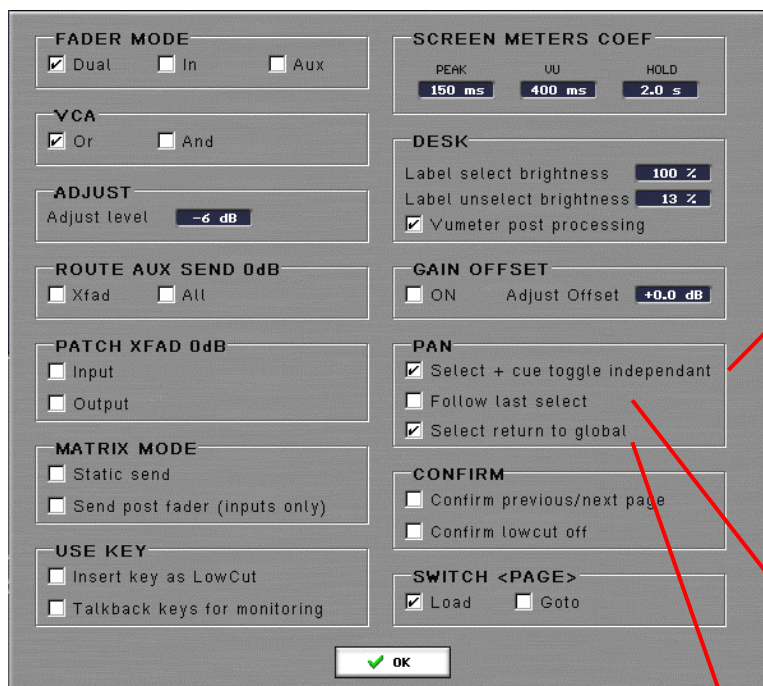 FADER MODE
Dual In Aux
VCA
Or And
ADJUST
Adjust level -6 dB
ROUTE AUX SEND 0dB
Xfad All
PATCH XFAD 0dB
Input
Output
MATRIX MODE
Static send
Send post fader (inputs only)
USE KEY
Insert key as LowCut
Talkback keys for monitoring
SCREEN METERS COEF
PEAK VU HOLD
150 ms 400 ms 2.0 s
DESK
Label select brightness 100 %
Label unselect brightness 13 %
Vumeter post processing
GAIN OFFSET
ON Adjust Offset +0.0 dB
PAN
Select + cue toggle independant
Follow last select
Select return to global
CONFIRM
Confirm previous/next page
Confirm lowcut off
SWITCH <PAGE>
Load Goto
OK